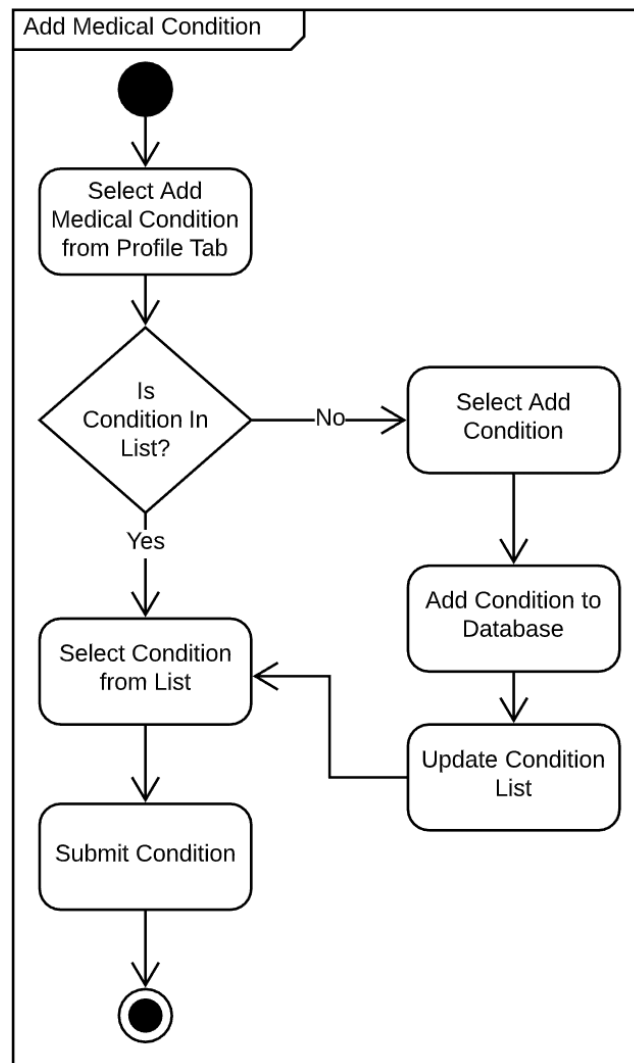 Add Medical Condition
Select Add
Medical Condition
from Profile Tab
Is
Condition In
List?
No
Select Add
Condition
Yes
Add Condition to
Database
Select Condition
from List
Update Condition
List
Submit Condition